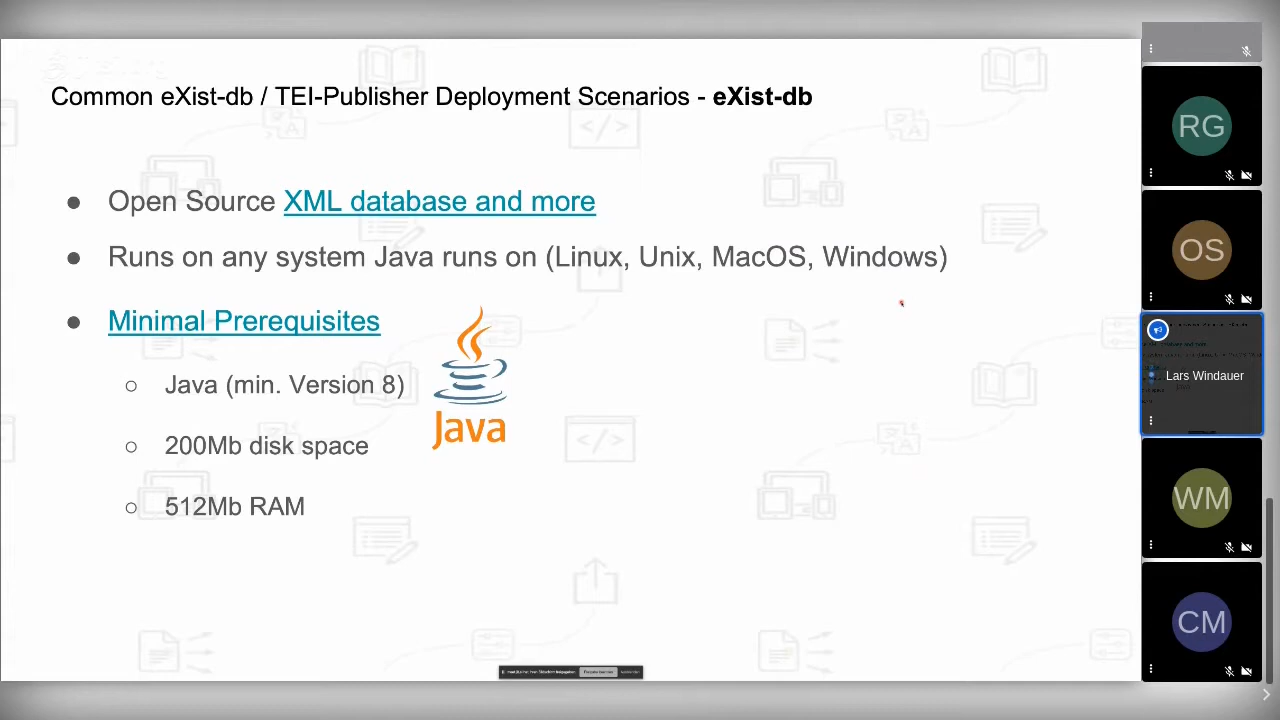 Common eXist-db / TEI-Publisher Deployment Scenarios - eXist-db
● Open Source XML database and more
● Runs on any system Java runs on (Linux, Unix, MacOS, Windows)
● Minimal Prerequisites
○ Java (min. Version 8)
○ 200Mb disk space
○ 512Mb RAM
Java
RG
OS
Lars Windauer
WM
CM